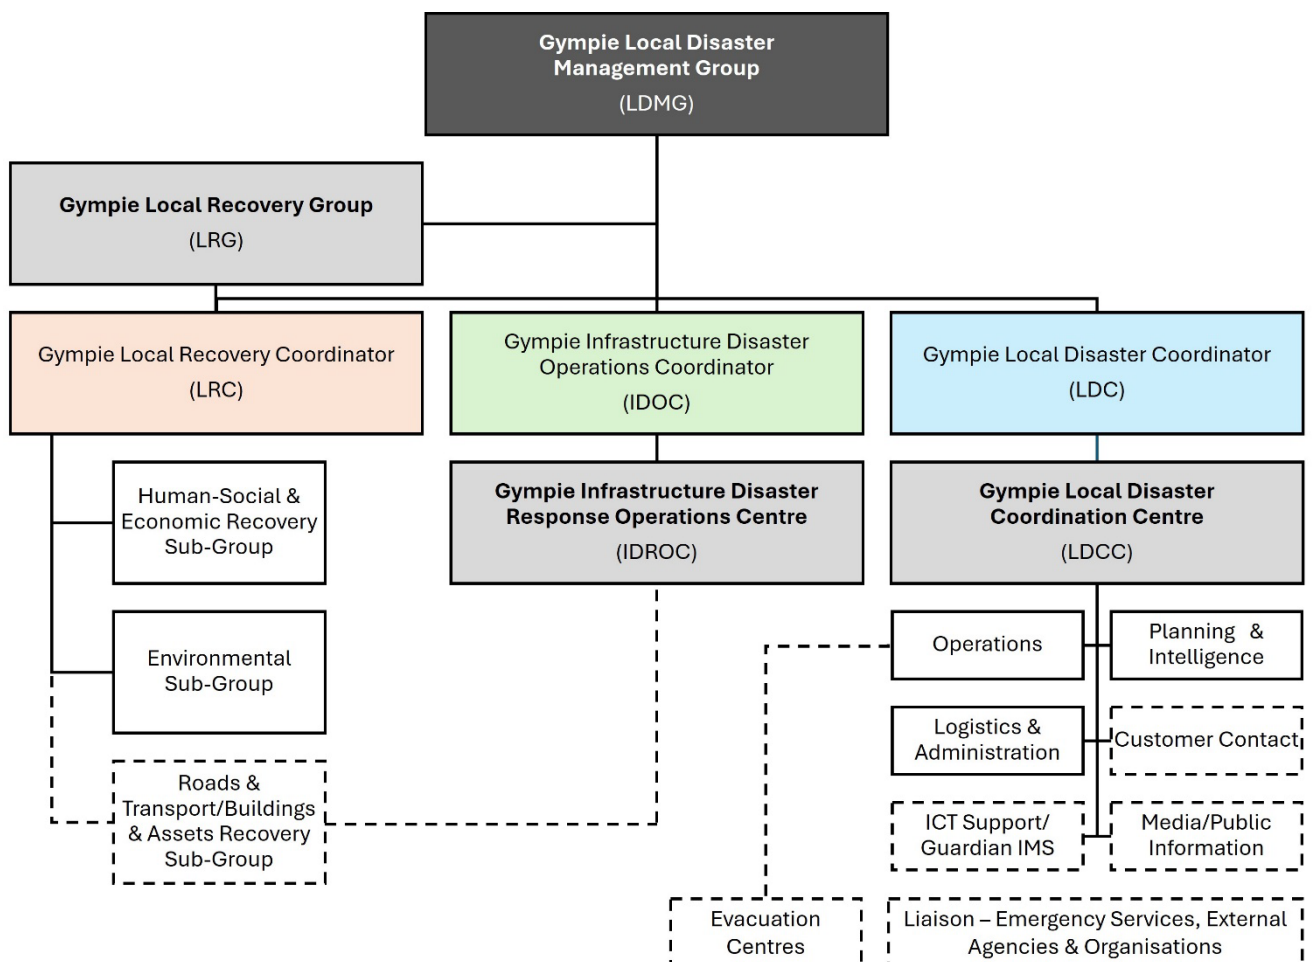 Gympie Local Disaster
Management Group
(LDMG)
Gympie Local Recovery Group
(LRG)
Gympie Local Recovery Coordinator
(LRC)
Gympie Infrastructure Disaster
Operations Coordinator
(IDOC)
Gympie Local Disaster Coordinator
(LDC)
Human-Social &
Economic Recovery
Sub-Group
Environmental
Sub-Group
Roads &
Transport/Buildings
& Assets Recovery
Sub-Group
Gympie Infrastructure Disaster
Response Operations Centre
(IDROC)
Gympie Local Disaster
Coordination Centre
(LDCC)
Operations
Planning &
Intelligence
Logistics &
Administration
Customer Contact
ICT Support/
Guardian IMS
Media/Public
Information
Evacuation
Centres
Liaison – Emergency Services, External
Agencies & Organisations